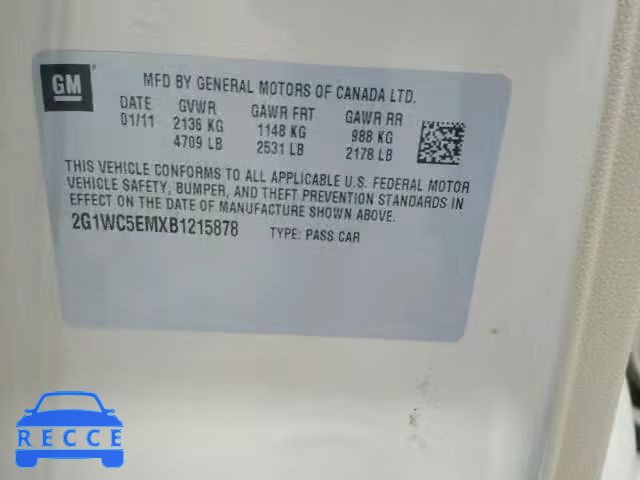 GM
MFD BY GENERAL MOTORS OF CANADA LTD.
DATE GVWR GAWR FRT GAWR RR
01/11 2136 KG 1148 KG 988 KG
4709 LB 2531 LB 2178 LB
THIS VEHICLE CONFORMS TO ALL APPLICABLE U.S. FEDERAL MOTOR
VEHICLE SAFETY, BUMPER, AND THEFT PREVENTION STANDARDS IN
EFFECT ON THE DATE OF MANUFACTURE SHOWN ABOVE.
2G1WC5EMXB1215878 TYPE: PASS CAR
RECCE